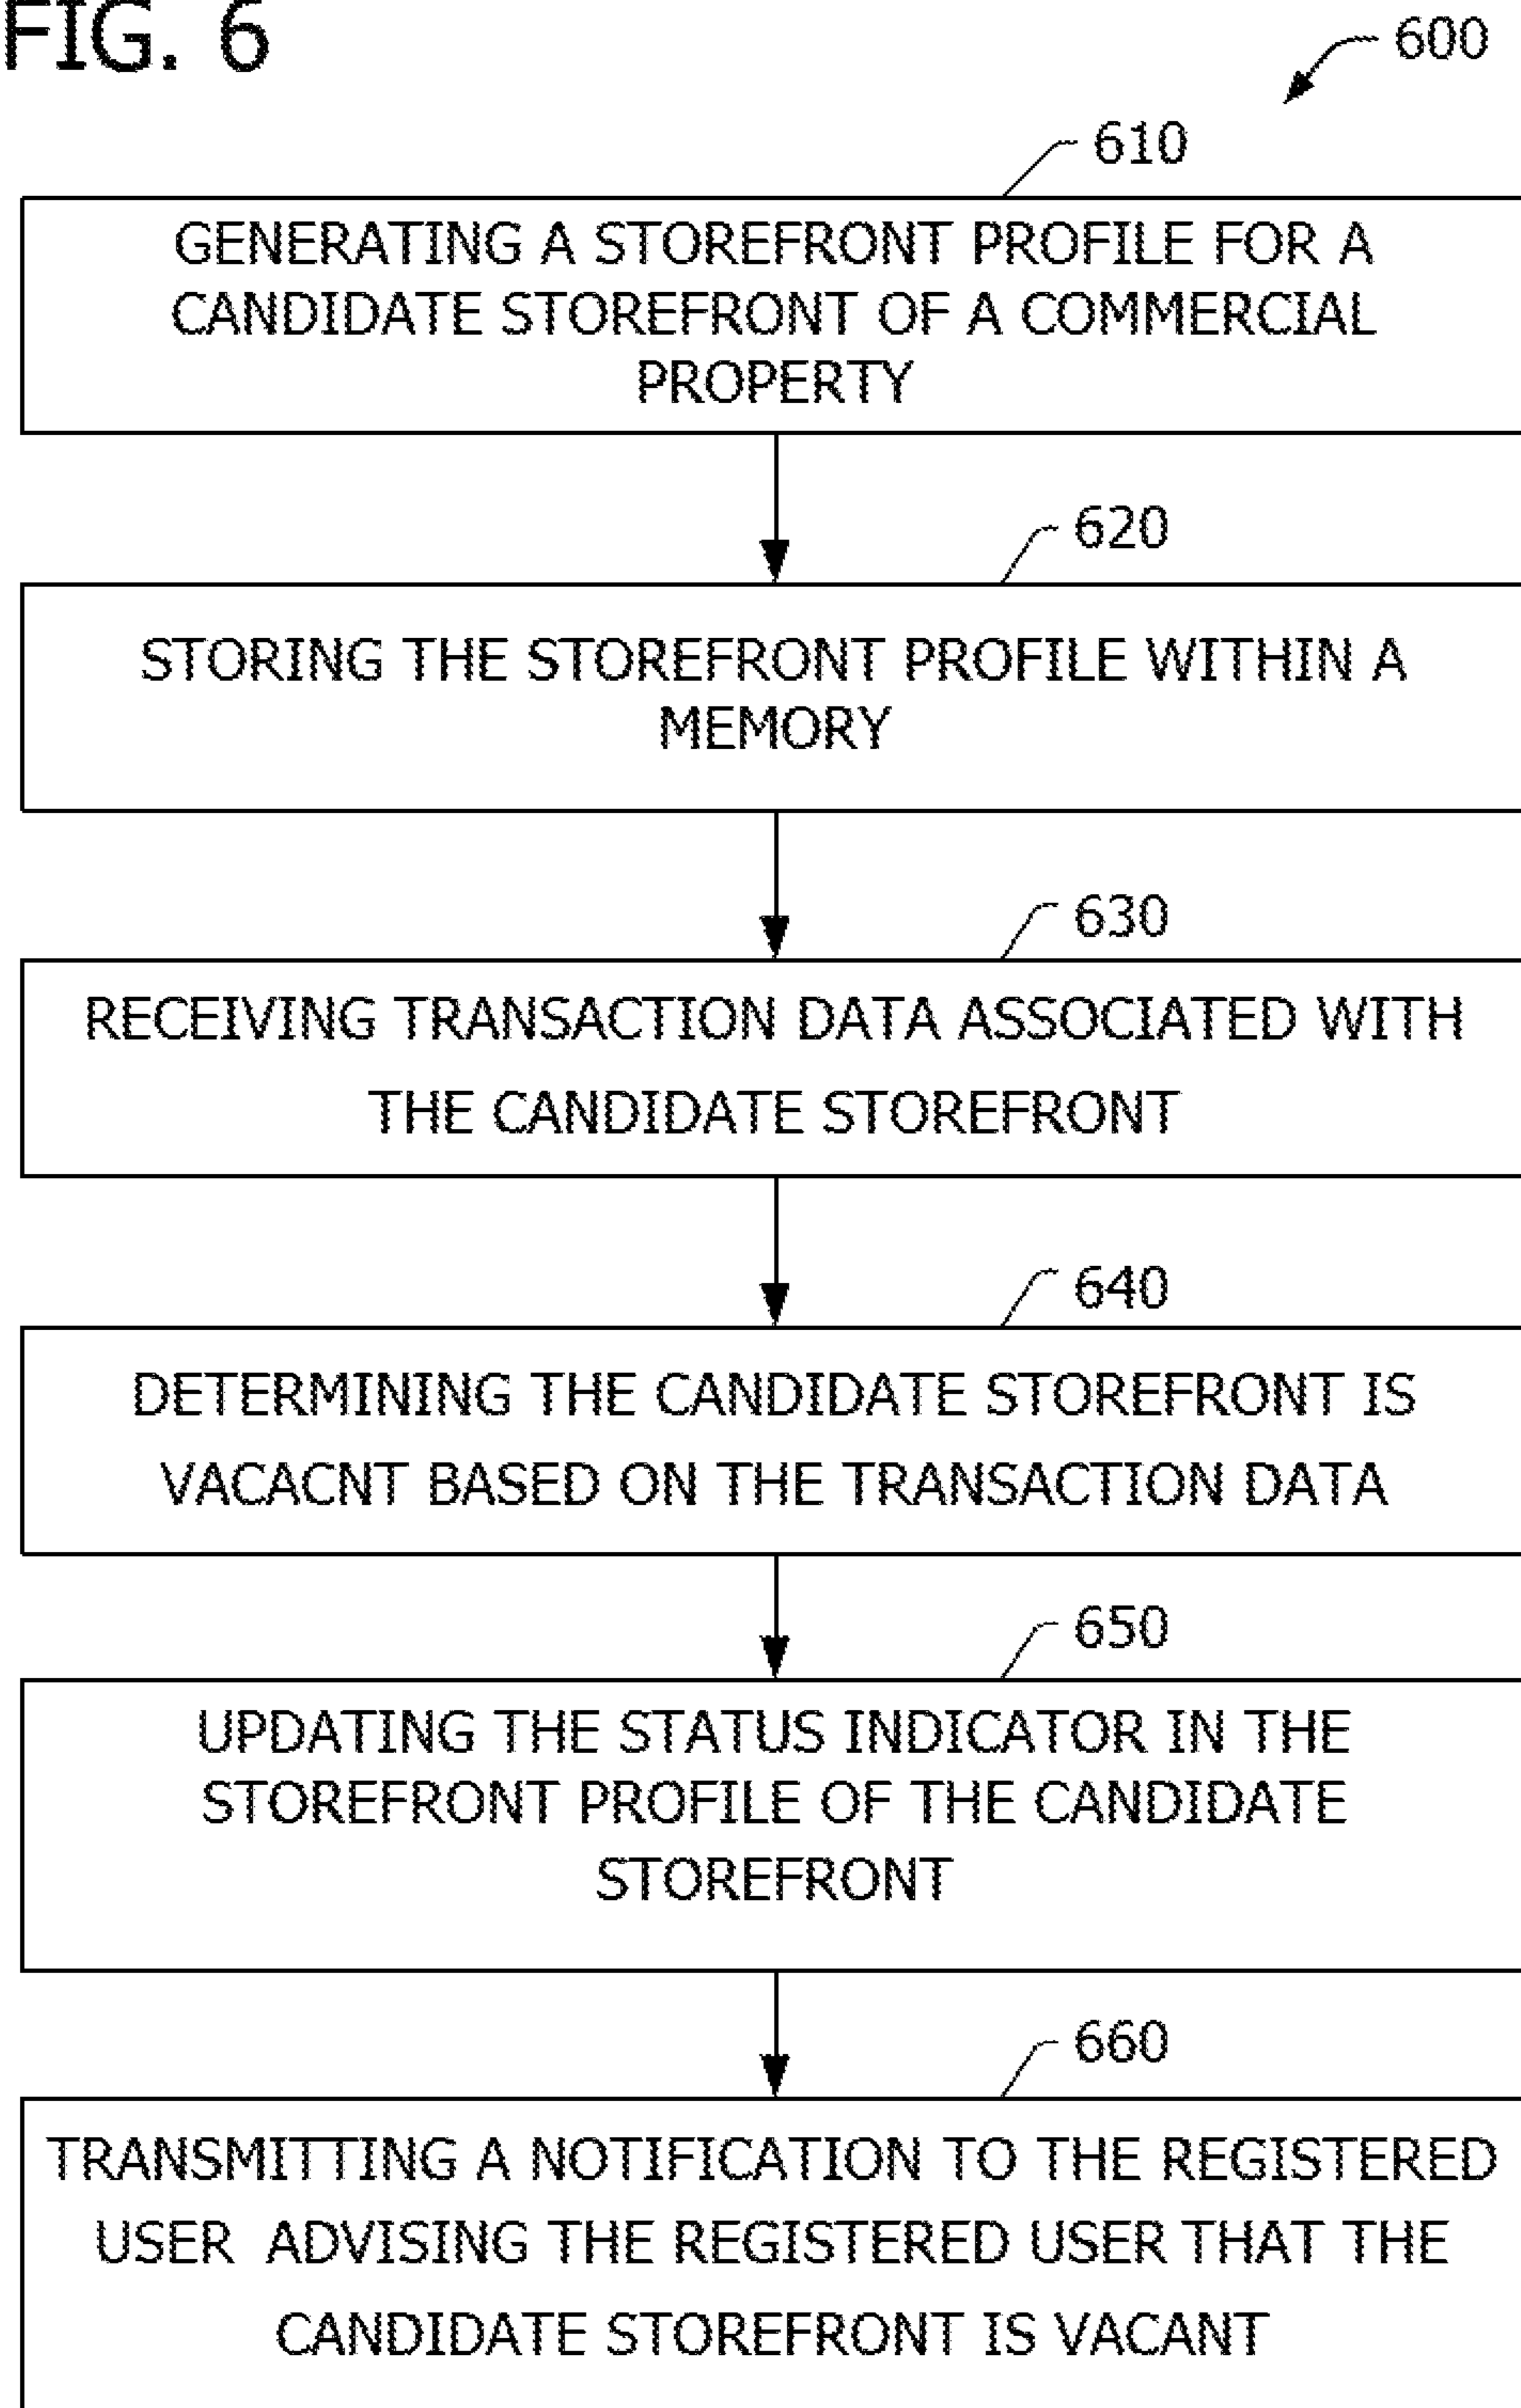 FIG. 6
600
610
GENERATING A STOREFRONT PROFILE FOR A
CANDIDATE STOREFRONT OF A COMMERCIAL
PROPERTY
620
STORING THE STOREFRONT PROFILE WITHIN A
MEMORY
630
RECEIVING TRANSACTION DATA ASSOCIATED WITH
THE CANDIDATE STOREFRONT
640
DETERMINING THE CANDIDATE STOREFRONT IS
VACACNT BASED ON THE TRANSACTION DATA
650
UPDATING THE STATUS INDICATOR IN THE
STOREFRONT PROFILE OF THE CANDIDATE
STOREFRONT
660
TRANSMITTING A NOTIFICATION TO THE REGISTERED
USER ADVISING THE REGISTERED USER THAT THE
CANDIDATE STOREFRONT IS VACANT